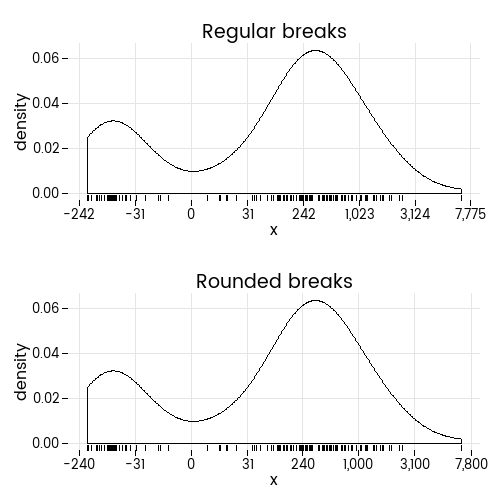 Regular breaks
0.06
0.04
0.02
0.00
density
−242 −31 0 31 242 1,023 3,124 7,775
x
Rounded breaks
0.06
0.04
0.02
0.00
density
−240 −31 0 31 240 1,000 3,100 7,800
x